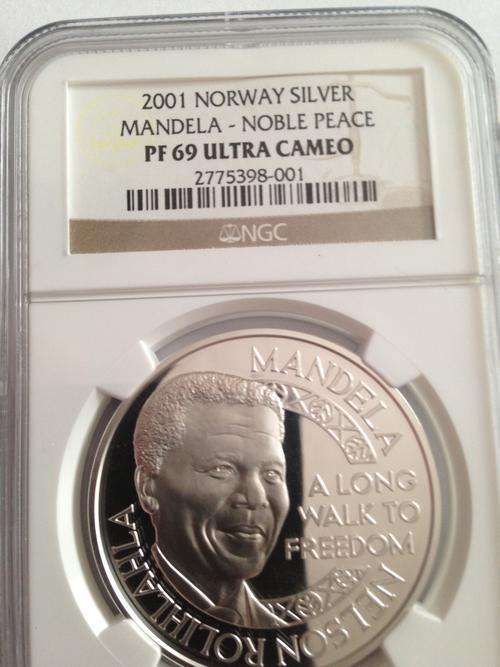 2001 NORWAY SILVER
MANDELA - NOBLE PEACE
PF 69 ULTRA CAMEO
2775398-001
NGC
MANDELA
A LONG
WALK TO
FREEDOM
NELSON ROLIHLAHLA